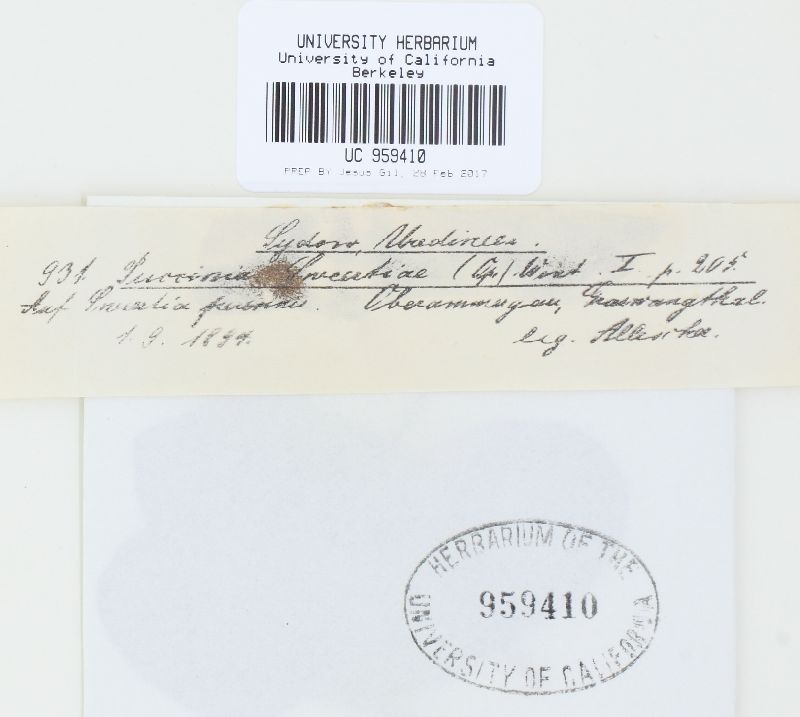 UNIVERSITY HERBARIUM
University of California
Berkeley
UC 959410
PREP BY Jesus Gil, 28 Feb 2017
Sydow, Uredineen.
931. Puccinia Swertiae (Op.) Wint. I. p. 205.
Auf Swertia perennis. Oberammergau, Graswangthal.
1. 9. 1894. leg. Allescher.
HERBARIUM OF THE
959410
UNIVERSITY OF CALIFORNIA